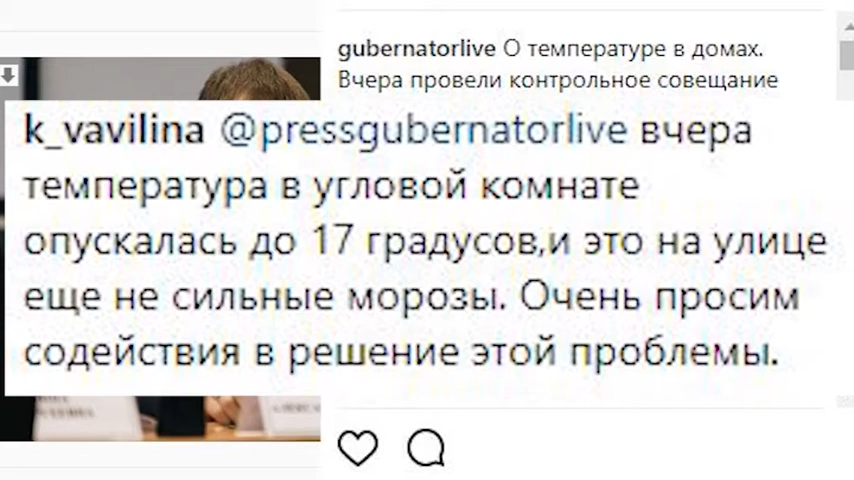 gubernatorlive О температуре в домах.
Вчера провели контрольное совещание
k_vavilina @pressgubernatorlive вчера
температура в угловой комнате
опускалась до 17 градусов,и это на улице
еще не сильные морозы. Очень просим
содействия в решение этой проблемы.